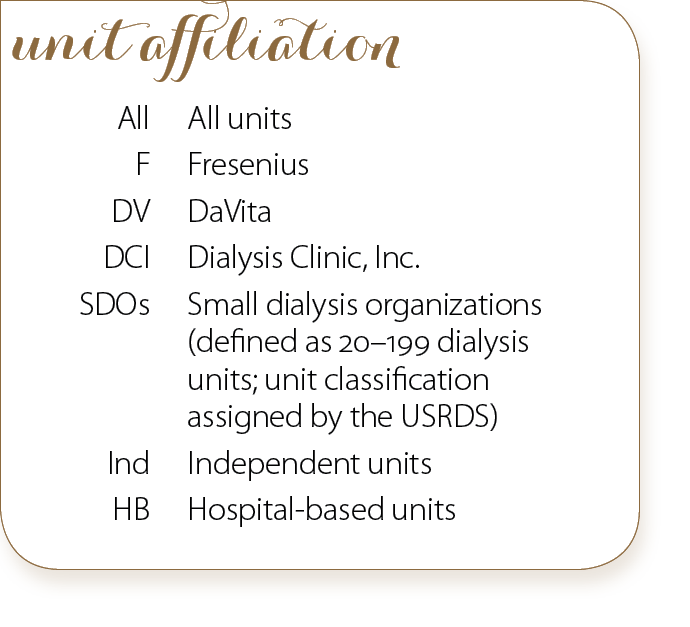 unit affiliation
All All units
F Fresenius
DV DaVita
DCI Dialysis Clinic, Inc.
SDOs Small dialysis organizations
(defined as 20–199 dialysis
units; unit classification
assigned by the USRDS)
Ind Independent units
HB Hospital-based units